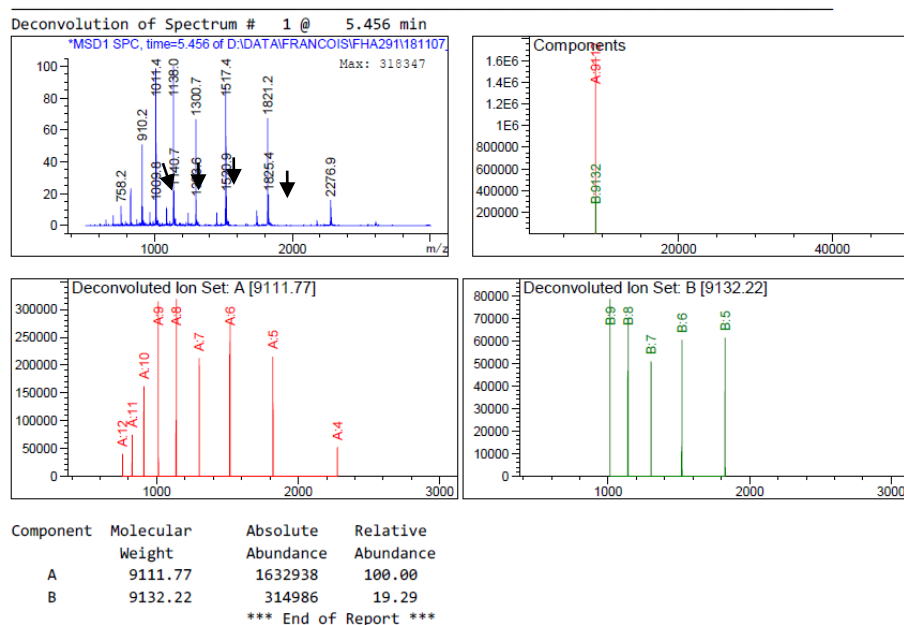 Deconvolution of Spectrum # 1 @ 5.456 min
*MSD1 SPC, time=5.456 of D:\DATA\FRANCOIS\FHA291\181107
Max: 318347
100
80
60
40
20
0
758.2
910.2
1009.8
1011.4
1138.0
1140.7
1300.7
1517.4
1520.9
1821.2
1825.4
2276.9
1000
2000
m/z
Components
1.6E6
1.4E6
1.2E6
1E6
800000
600000
400000
200000
B:9132
20000
40000
Deconvoluted Ion Set: A [9111.77]
300000
250000
200000
150000
100000
50000
0
A:12
A:11
A:10
A:9
A:8
A:7
A:6
A:5
A:4
1000
2000
3000
Deconvoluted Ion Set: B [9132.22]
80000
70000
60000
50000
40000
30000
20000
10000
0
B:9
B:8
B:7
B:6
B:5
1000
2000
3000
Component Molecular Absolute Relative
Weight Abundance Abundance
A 9111.77 1632938 100.00
B 9132.22 314986 19.29
*** End of Report ***